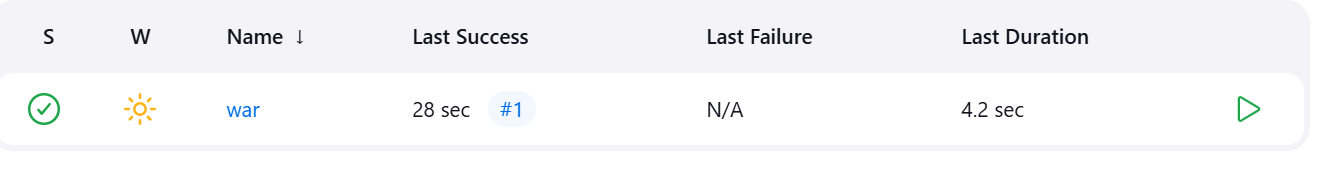 S W Name ↓ Last Success Last Failure Last Duration
war 28 sec #1 N/A 4.2 sec